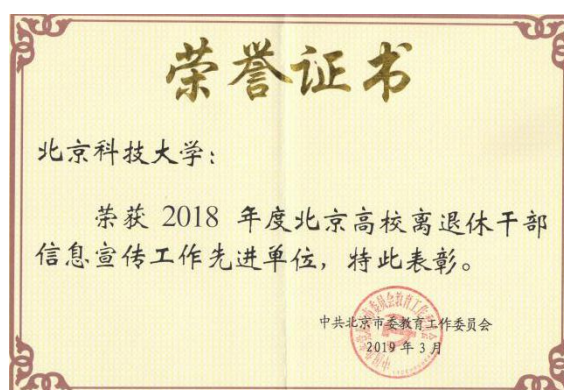 荣誉证书
北京科技大学：
荣获 2018 年度北京高校离退休干部
信息宣传工作先进单位，特此表彰。
中共北京市委教育工作委员会
2019 年 3 月